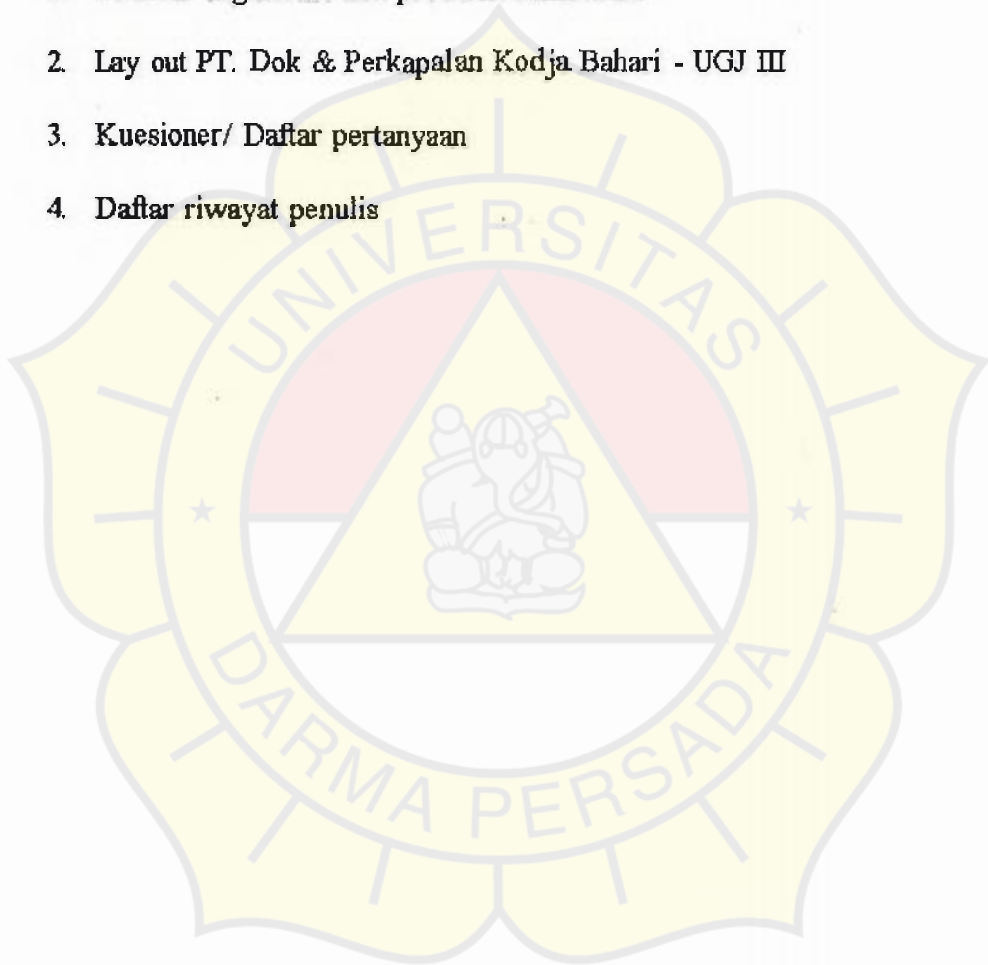 2. Lay out PT. Dok & Perkapalan Kodja Bahari - UGJ III
3. Kuesioner/ Daftar pertanyaan
4. Daftar riwayat penulis
UNIVERSITAS
DARMA PERSADA